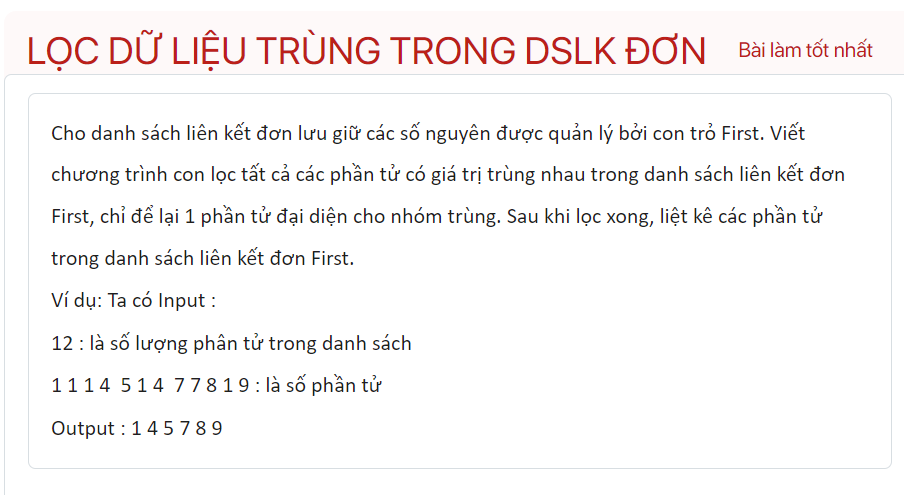 LỌC DỮ LIỆU TRÙNG TRONG DSLK ĐƠN Bài làm tốt nhất
Cho danh sách liên kết đơn lưu giữ các số nguyên được quản lý bởi con trỏ First. Viết
chương trình con lọc tất cả các phần tử có giá trị trùng nhau trong danh sách liên kết đơn
First, chỉ để lại 1 phần tử đại diện cho nhóm trùng. Sau khi lọc xong, liệt kê các phần tử
trong danh sách liên kết đơn First.
Ví dụ: Ta có Input :
12 : là số lượng phân tử trong danh sách
1 1 1 4 5 1 4 7 7 8 1 9 : là số phần tử
Output : 1 4 5 7 8 9